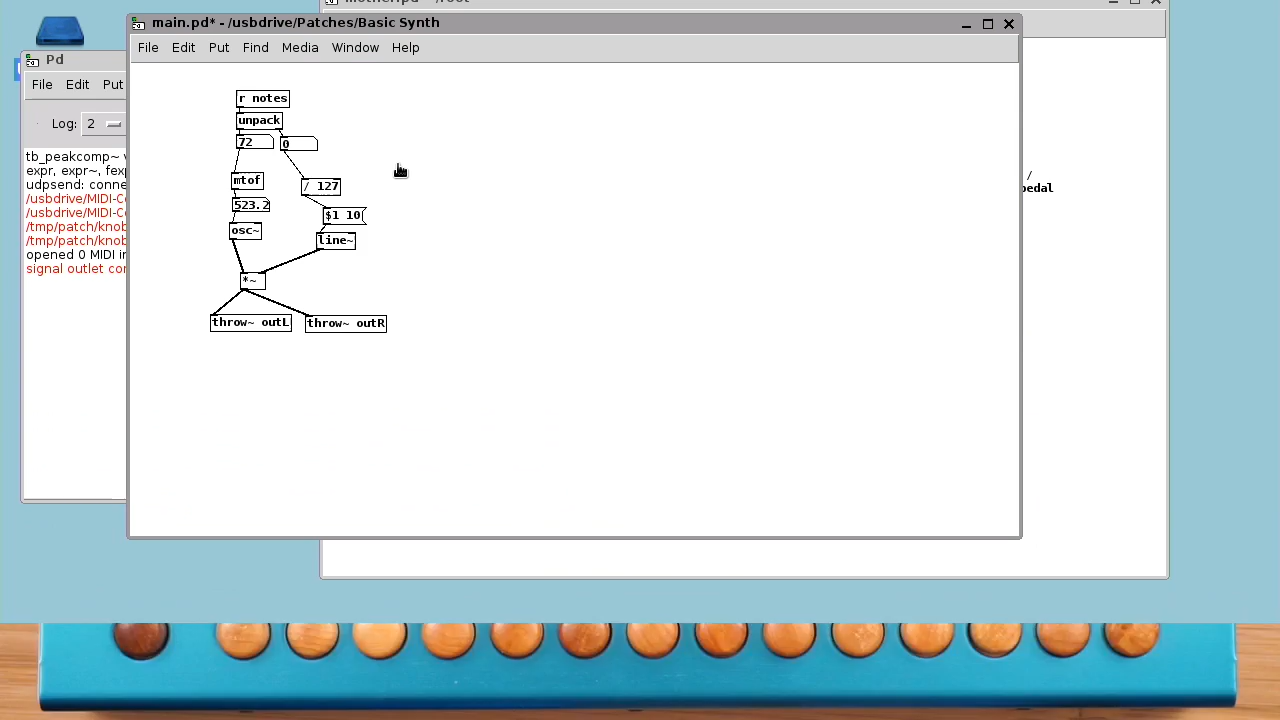 main.pd* - /usbdrive/Patches/Basic Synth
File Edit Put Find Media Window Help
Pd
File Edit Put
Log: 2
tb_peakcomp~
expr, expr~, fexp
udpsend: conne
/usbdrive/MIDI-C
/usbdrive/MIDI-C
/tmp/patch/knob
/tmp/patch/knob
opened 0 MIDI in
signal outlet con
r notes
unpack
72
0
mtof
/ 127
523.2
$1 10
osc~
line~
*~
throw~ outL
throw~ outR
/
pedal